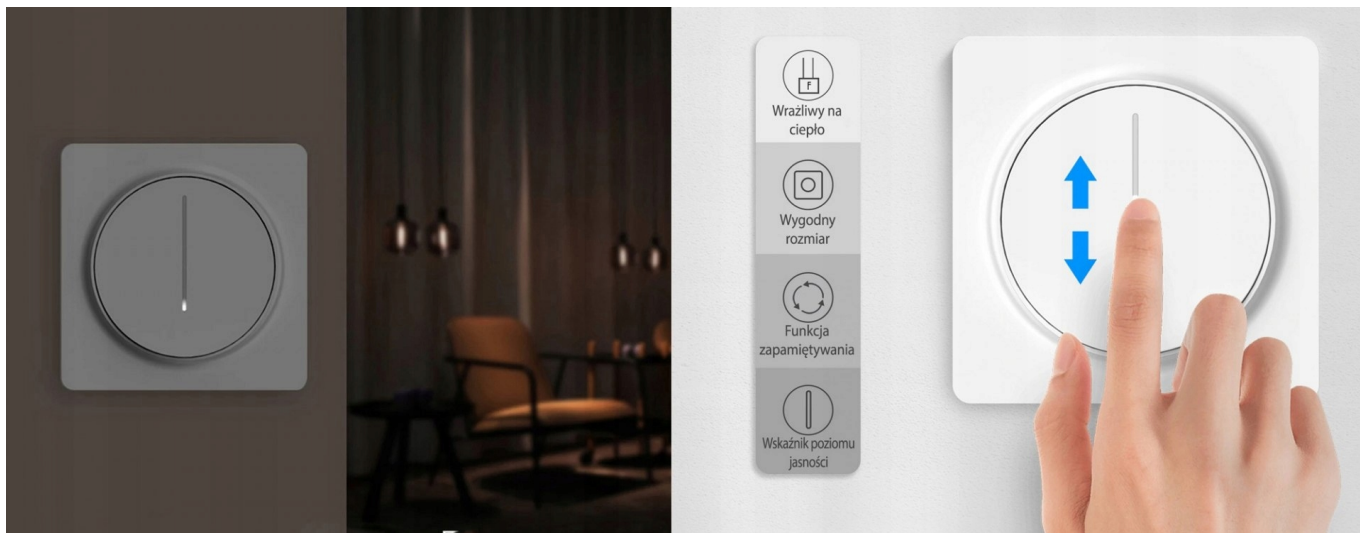 F
Wrażliwy na
ciepło
Wygodny
rozmiar
Funkcja
zapamiętywania
Wskaźnik poziomu
jasności